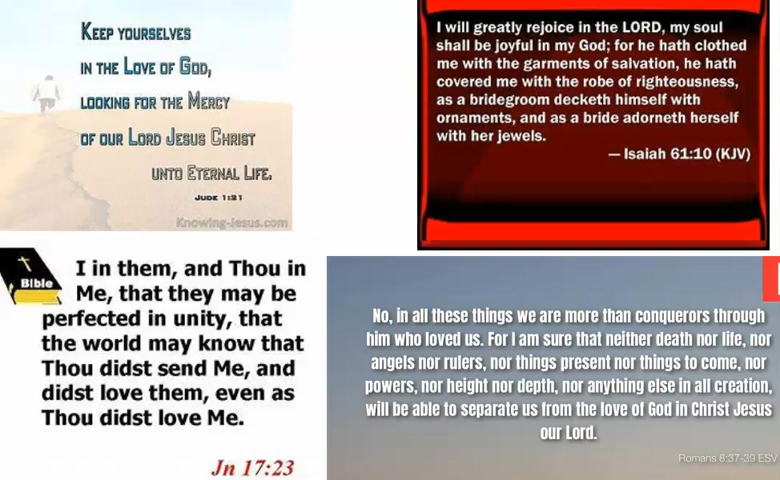 Keep yourselves
in the Love of God,
looking for the Mercy
of our Lord Jesus Christ
unto Eternal Life.
Jude 1:21
Knowing-Jesus.com
I will greatly rejoice in the LORD, my soul
shall be joyful in my God; for he hath clothed
me with the garments of salvation, he hath
covered me with the robe of righteousness,
as a bridegroom decketh himself with
ornaments, and as a bride adorneth herself
with her jewels.
— Isaiah 61:10 (KJV)
Bible
I in them, and Thou in
Me, that they may be
perfected in unity, that
the world may know that
Thou didst send Me, and
didst love them, even as
Thou didst love Me.
Jn 17:23
No, in all these things we are more than conquerors through
him who loved us. For I am sure that neither death nor life, nor
angels nor rulers, nor things present nor things to come, nor
powers, nor height nor depth, nor anything else in all creation,
will be able to separate us from the love of God in Christ Jesus
our Lord.
Romans 8:37-39 ESV